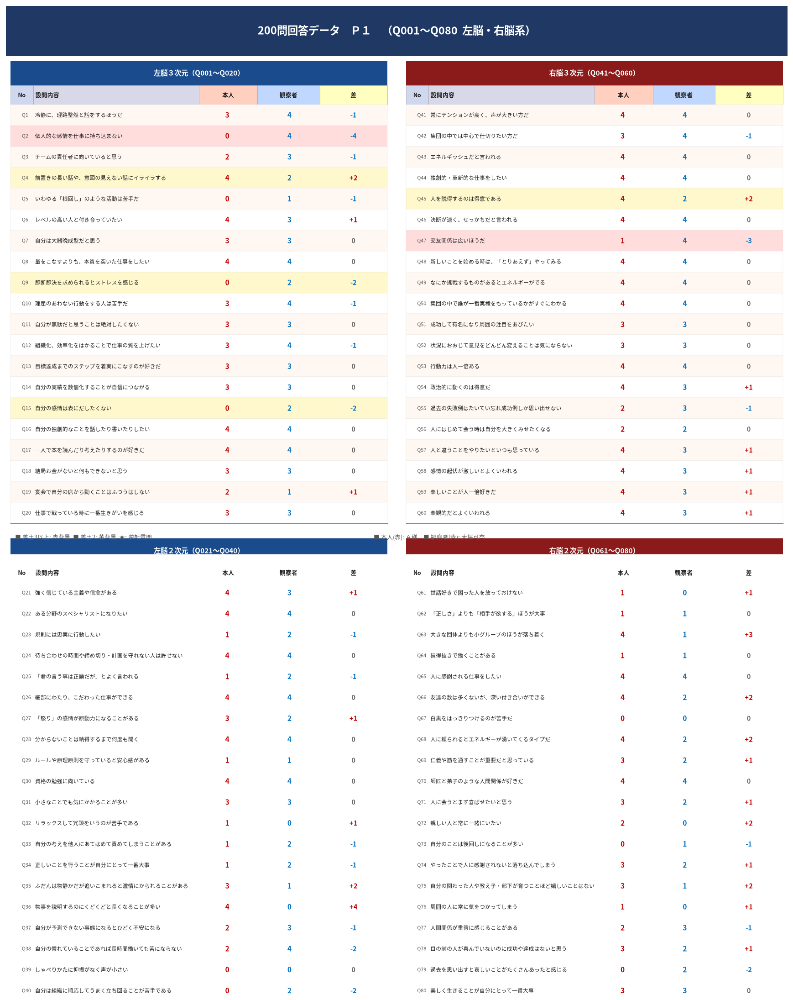 200問回答データ　Ｐ１　（Q001～Q080 左脳・右脳系）
左脳３次元（Q001～Q020）
No 設問内容 本人 観察者 差
Q1 冷静に、理路整然と話をするほうだ 3 4 -1
Q2 個人的な感情を仕事に持ち込まない 0 4 -4
Q3 チームの責任者に向いていると思う 2 3 -1
Q4 前置きの長い話や、意図の見えない話にイライラする 4 2 +2
Q5 いわゆる「根回し」のような活動は苦手だ 0 1 -1
Q6 レベルの高い人と付き合っていたい 4 3 +1
Q7 自分は大器晩成型だと思う 3 3 0
Q8 量をこなすよりも、本質を突いた仕事をしたい 4 4 0
Q9 即断即決を求められるとストレスを感じる 0 2 -2
Q10 理屈のあわない行動をする人は苦手だ 3 4 -1
Q11 自分が無駄だと思うことは絶対したくない 3 3 0
Q12 組織化、効率化をはかることで仕事の質を上げたい 3 4 -1
Q13 目標達成までのステップを着実にこなすのが好きだ 3 3 0
Q14 自分の実績を数値化することが自信につながる 3 3 0
Q15 自分の感情は表にだしたくない 0 2 -2
Q16 自分の独創的なことを話したり書いたりしたい 4 4 0
Q17 一人で本を読んだり考えたりするのが好きだ 4 4 0
Q18 結局お金がないと何もできないと思う 3 3 0
Q19 宴会で自分の席から動くことはふつうはしない 2 1 +1
Q20 仕事で戦っている時に一番生きがいを感じる 3 3 0
右脳３次元（Q041～Q060）
No 設問内容 本人 観察者 差
Q41 常にテンションが高く、声が大きい方だ 4 4 0
Q42 集団の中では中心で仕切りたい方だ 3 4 -1
Q43 エネルギッシュだと言われる 4 4 0
Q44 独創的・革新的な仕事をしたい 4 4 0
Q45 人を説得するのは得意である 4 2 +2
Q46 決断が速く、せっかちだと言われる 4 4 0
Q47 交友関係は広いほうだ 1 4 -3
Q48 新しいことを始める時は、「とりあえず」やってみる 4 4 0
Q49 なにか挑戦するものがあるとエネルギーがでる 4 4 0
Q50 集団の中で誰が一番実権をもっているかがすぐにわかる 4 4 0
Q51 成功して有名になり周囲の注目をあびたい 3 3 0
Q52 状況におおじて意見をどんどん変えることは気にならない 3 3 0
Q53 行動力は人一倍ある 4 4 0
Q54 政治的に動くのは得意だ 4 3 +1
Q55 過去の失敗例はたいてい忘れ成功例しか思い出せない 2 3 -1
Q56 人にはじめて会う時は自分を大きくみせたくなる 2 2 0
Q57 人と違うことをやりたいといつも思っている 4 3 +1
Q58 感情の起伏が激しいとよくいわれる 4 3 +1
Q59 楽しいことが人一倍好きだ 4 3 +1
Q60 楽観的だとよくいわれる 4 3 +1
■ 差±3以上: 赤背景 ■ 差±2: 黄背景 ★: 逆転質問
■ 本人(赤): Ａ様 ■ 観察者(青): 大坪可奈
左脳２次元（Q021～Q040）
No 設問内容 本人 観察者 差
Q21 強く信じている主義や信念がある 4 3 +1
Q22 ある分野のスペシャリストになりたい 4 4 0
Q23 規則には忠実に行動したい 1 2 -1
Q24 待ち合わせの時間や締め切り・計画を守れない人は許せない 4 4 0
Q25 「君の言う事は正論だが」とよく言われる 1 2 -1
Q26 細部にわたり、こだわった仕事ができる 4 4 0
Q27 「怒り」の感情が原動力になることがある 3 2 +1
Q28 分からないことは納得するまで何度も聞く 4 4 0
Q29 ルールや原理原則を守っていると安心感がある 1 1 0
Q30 資格の勉強に向いている 4 4 0
Q31 小さなことでも気にかかることが多い 3 3 0
Q32 リラックスして冗談をいうのが苦手である 1 0 +1
Q33 自分の考えを他人にあてはめて責めてしまうことがある 1 2 -1
Q34 正しいことを行うことが自分にとって一番大事 1 2 -1
Q35 ふだんは物静かだが追いこまれると激情にかられることがある 3 1 +2
Q36 物事を説明するのにくどくどと長くなることが多い 4 0 +4
Q37 自分が予測できない事態になるとひどく不安になる 2 3 -1
Q38 自分の慣れていることであれば長時間働いても苦にならない 2 4 -2
Q39 しゃべりかたに抑揚がなく声が小さい 0 0 0
Q40 自分は組織に順応してうまく立ち回ることが苦手である 0 2 -2
右脳２次元（Q061～Q080）
No 設問内容 本人 観察者 差
Q61 世話好きで困った人を放っておけない 1 0 +1
Q62 「正しさ」よりも「相手が欲する」ほうが大事 1 1 0
Q63 大きな団体よりも小グループのほうが落ち着く 4 1 +3
Q64 損得抜きで働くことがある 1 1 0
Q65 人に感謝される仕事をしたい 4 4 0
Q66 友達の数は多くないが、深い付き合いができる 4 2 +2
Q67 白黒をはっきりつけるのが苦手だ 0 0 0
Q68 人に頼られるとエネルギーが湧いてくるタイプだ 4 2 +2
Q69 仁義や筋を通すことが重要だと思っている 3 2 +1
Q70 師匠と弟子のような人間関係が好きだ 4 4 0
Q71 人に会うとまず喜ばせたいと思う 3 2 +1
Q72 親しい人と常に一緒にいたい 2 0 +2
Q73 自分のことは後回しになることが多い 0 1 -1
Q74 やったことで人に感謝されないと落ち込んでしまう 3 2 +1
Q75 自分の関わった人や教え子・部下が育つことほど嬉しいことはない 3 1 +2
Q76 周囲の人に常に気をつかってしまう 1 0 +1
Q77 人間関係が重荷に感じることがある 2 3 -1
Q78 目の前の人が喜んでいないのに成功や達成はないと思う 3 2 +1
Q79 過去を思い出すと哀しいことがたくさんあったと感じる 0 2 -2
Q80 美しく生きることが自分にとって一番大事 3 3 0